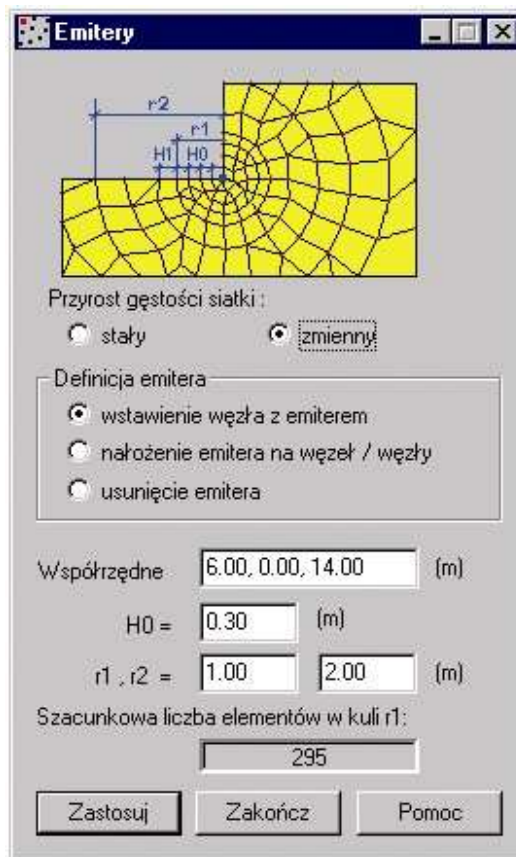 Emitery
r2
r1
H1 H0
Przyrost gęstości siatki :
stały zmienny
Definicja emitera
wstawienie węzła z emiterem
nałożenie emitera na węzeł / węzły
usunięcie emitera
Współrzędne 6.00, 0.00, 14.00 (m)
H0 = 0.30 (m)
r1 , r2 = 1.00 2.00 (m)
Szacunkowa liczba elementów w kuli r1:
295
Zastosuj Zakończ Pomoc